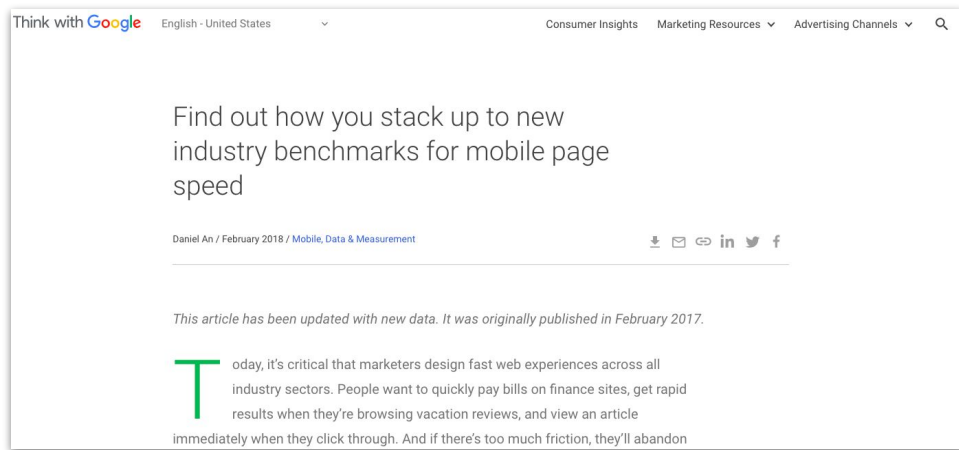 Think with Google English - United States Consumer Insights Marketing Resources Advertising Channels
Find out how you stack up to new
industry benchmarks for mobile page
speed
Daniel An / February 2018 / Mobile, Data & Measurement
This article has been updated with new data. It was originally published in February 2017.
Today, it’s critical that marketers design fast web experiences across all
industry sectors. People want to quickly pay bills on finance sites, get rapid
results when they’re browsing vacation reviews, and view an article
immediately when they click through. And if there’s too much friction, they’ll abandon